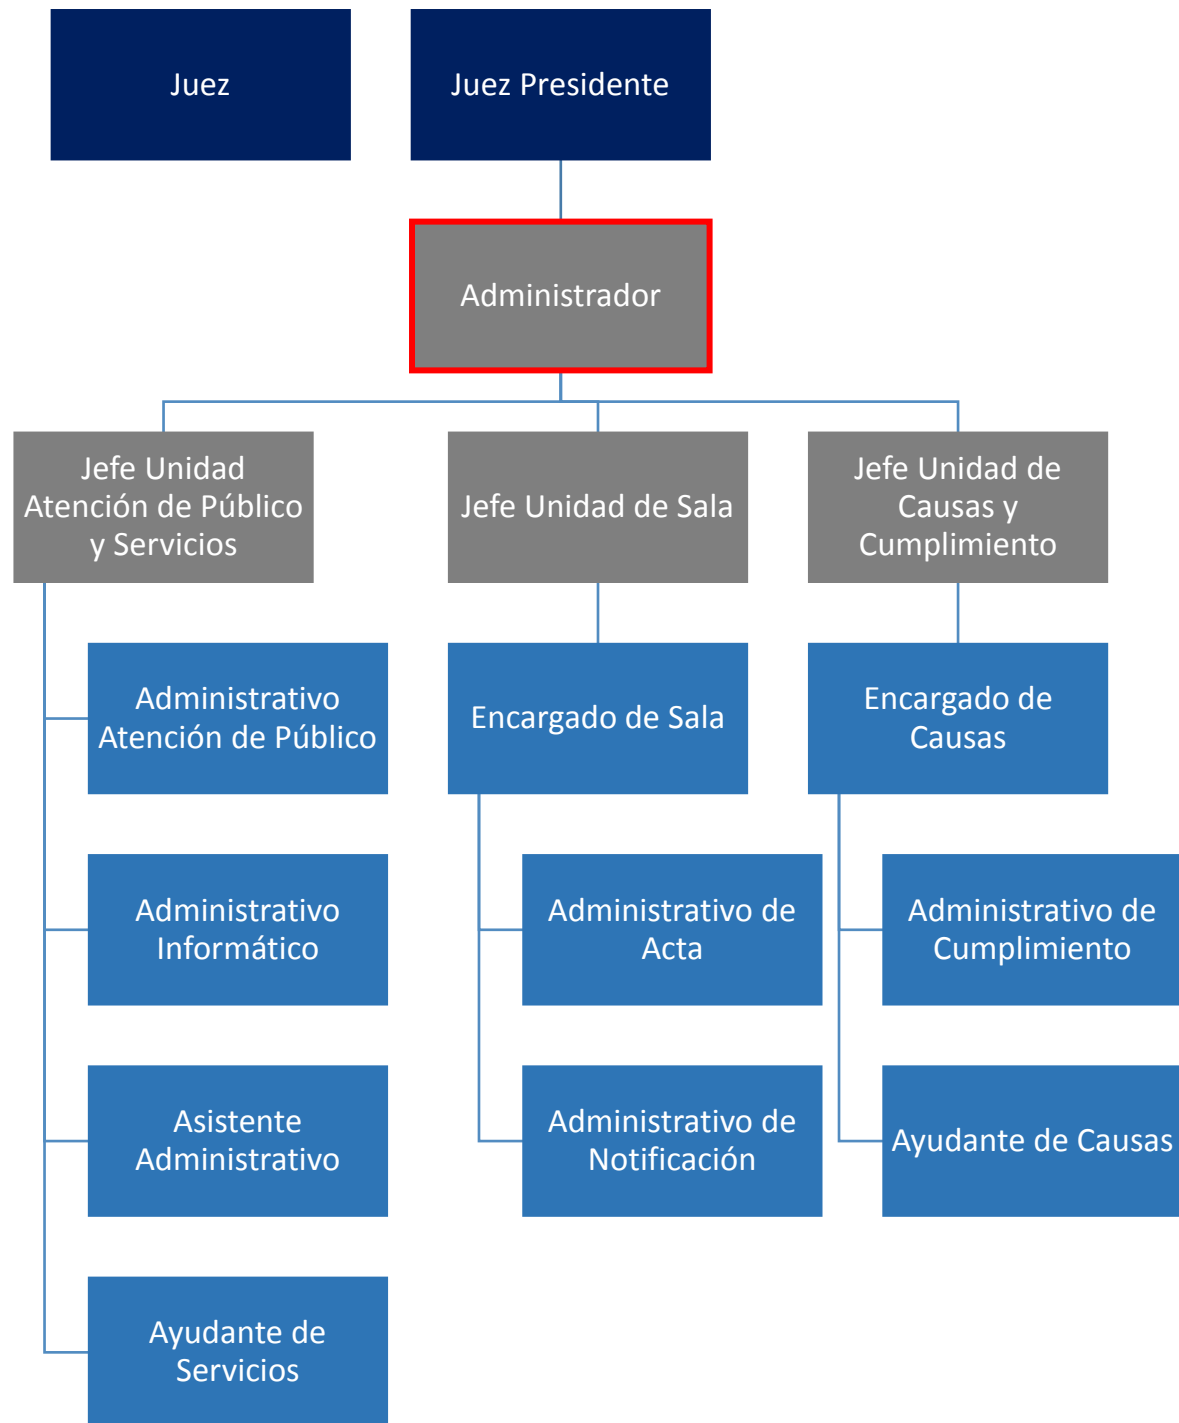 Juez
Juez Presidente
Administrador
Jefe Unidad
Atención de Público
y Servicios
Jefe Unidad de Sala
Jefe Unidad de
Causas y
Cumplimiento
Administrativo
Atención de Público
Encargado de Sala
Encargado de
Causas
Administrativo
Informático
Administrativo de
Acta
Administrativo de
Cumplimiento
Asistente
Administrativo
Administrativo de
Notificación
Ayudante de Causas
Ayudante de
Servicios